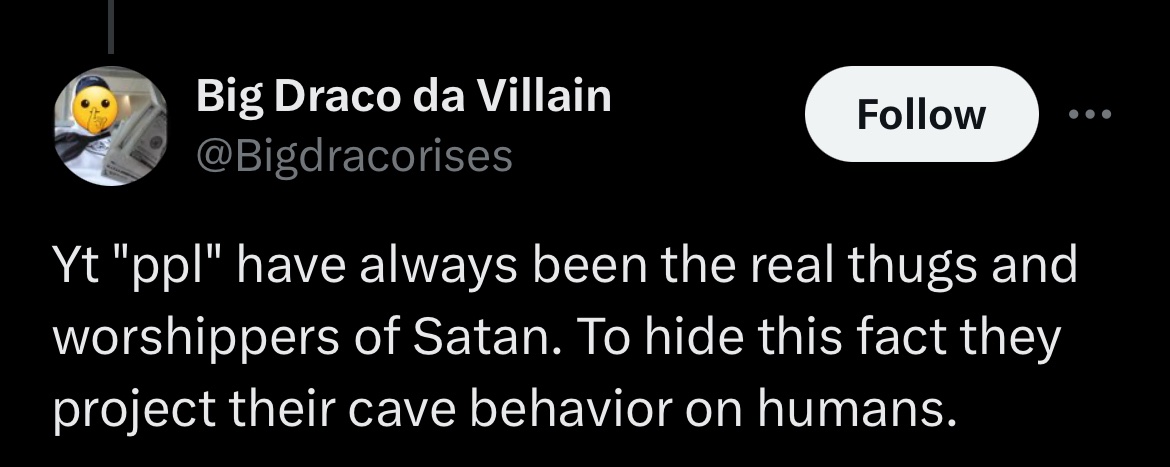 Big Draco da Villain
@Bigdracorises
Follow
Yt "ppl" have always been the real thugs and
worshippers of Satan. To hide this fact they
project their cave behavior on humans.